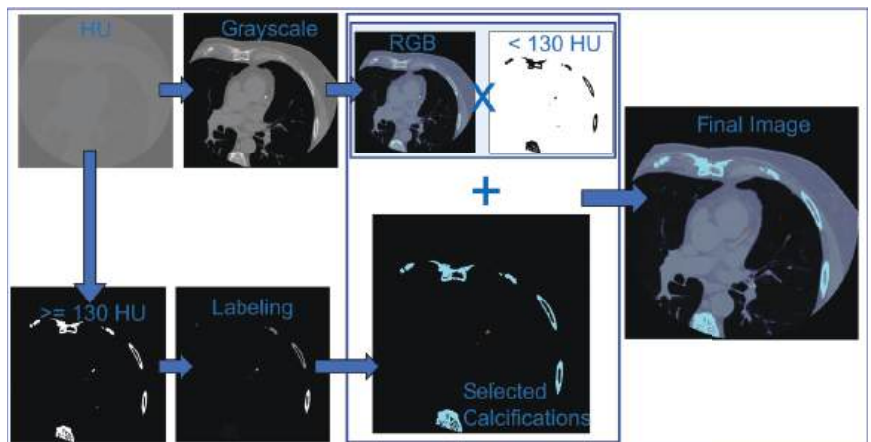 HU
Grayscale
RGB
< 130 HU
X
+
Final Image
>= 130 HU
Labeling
Selected
Calcifications